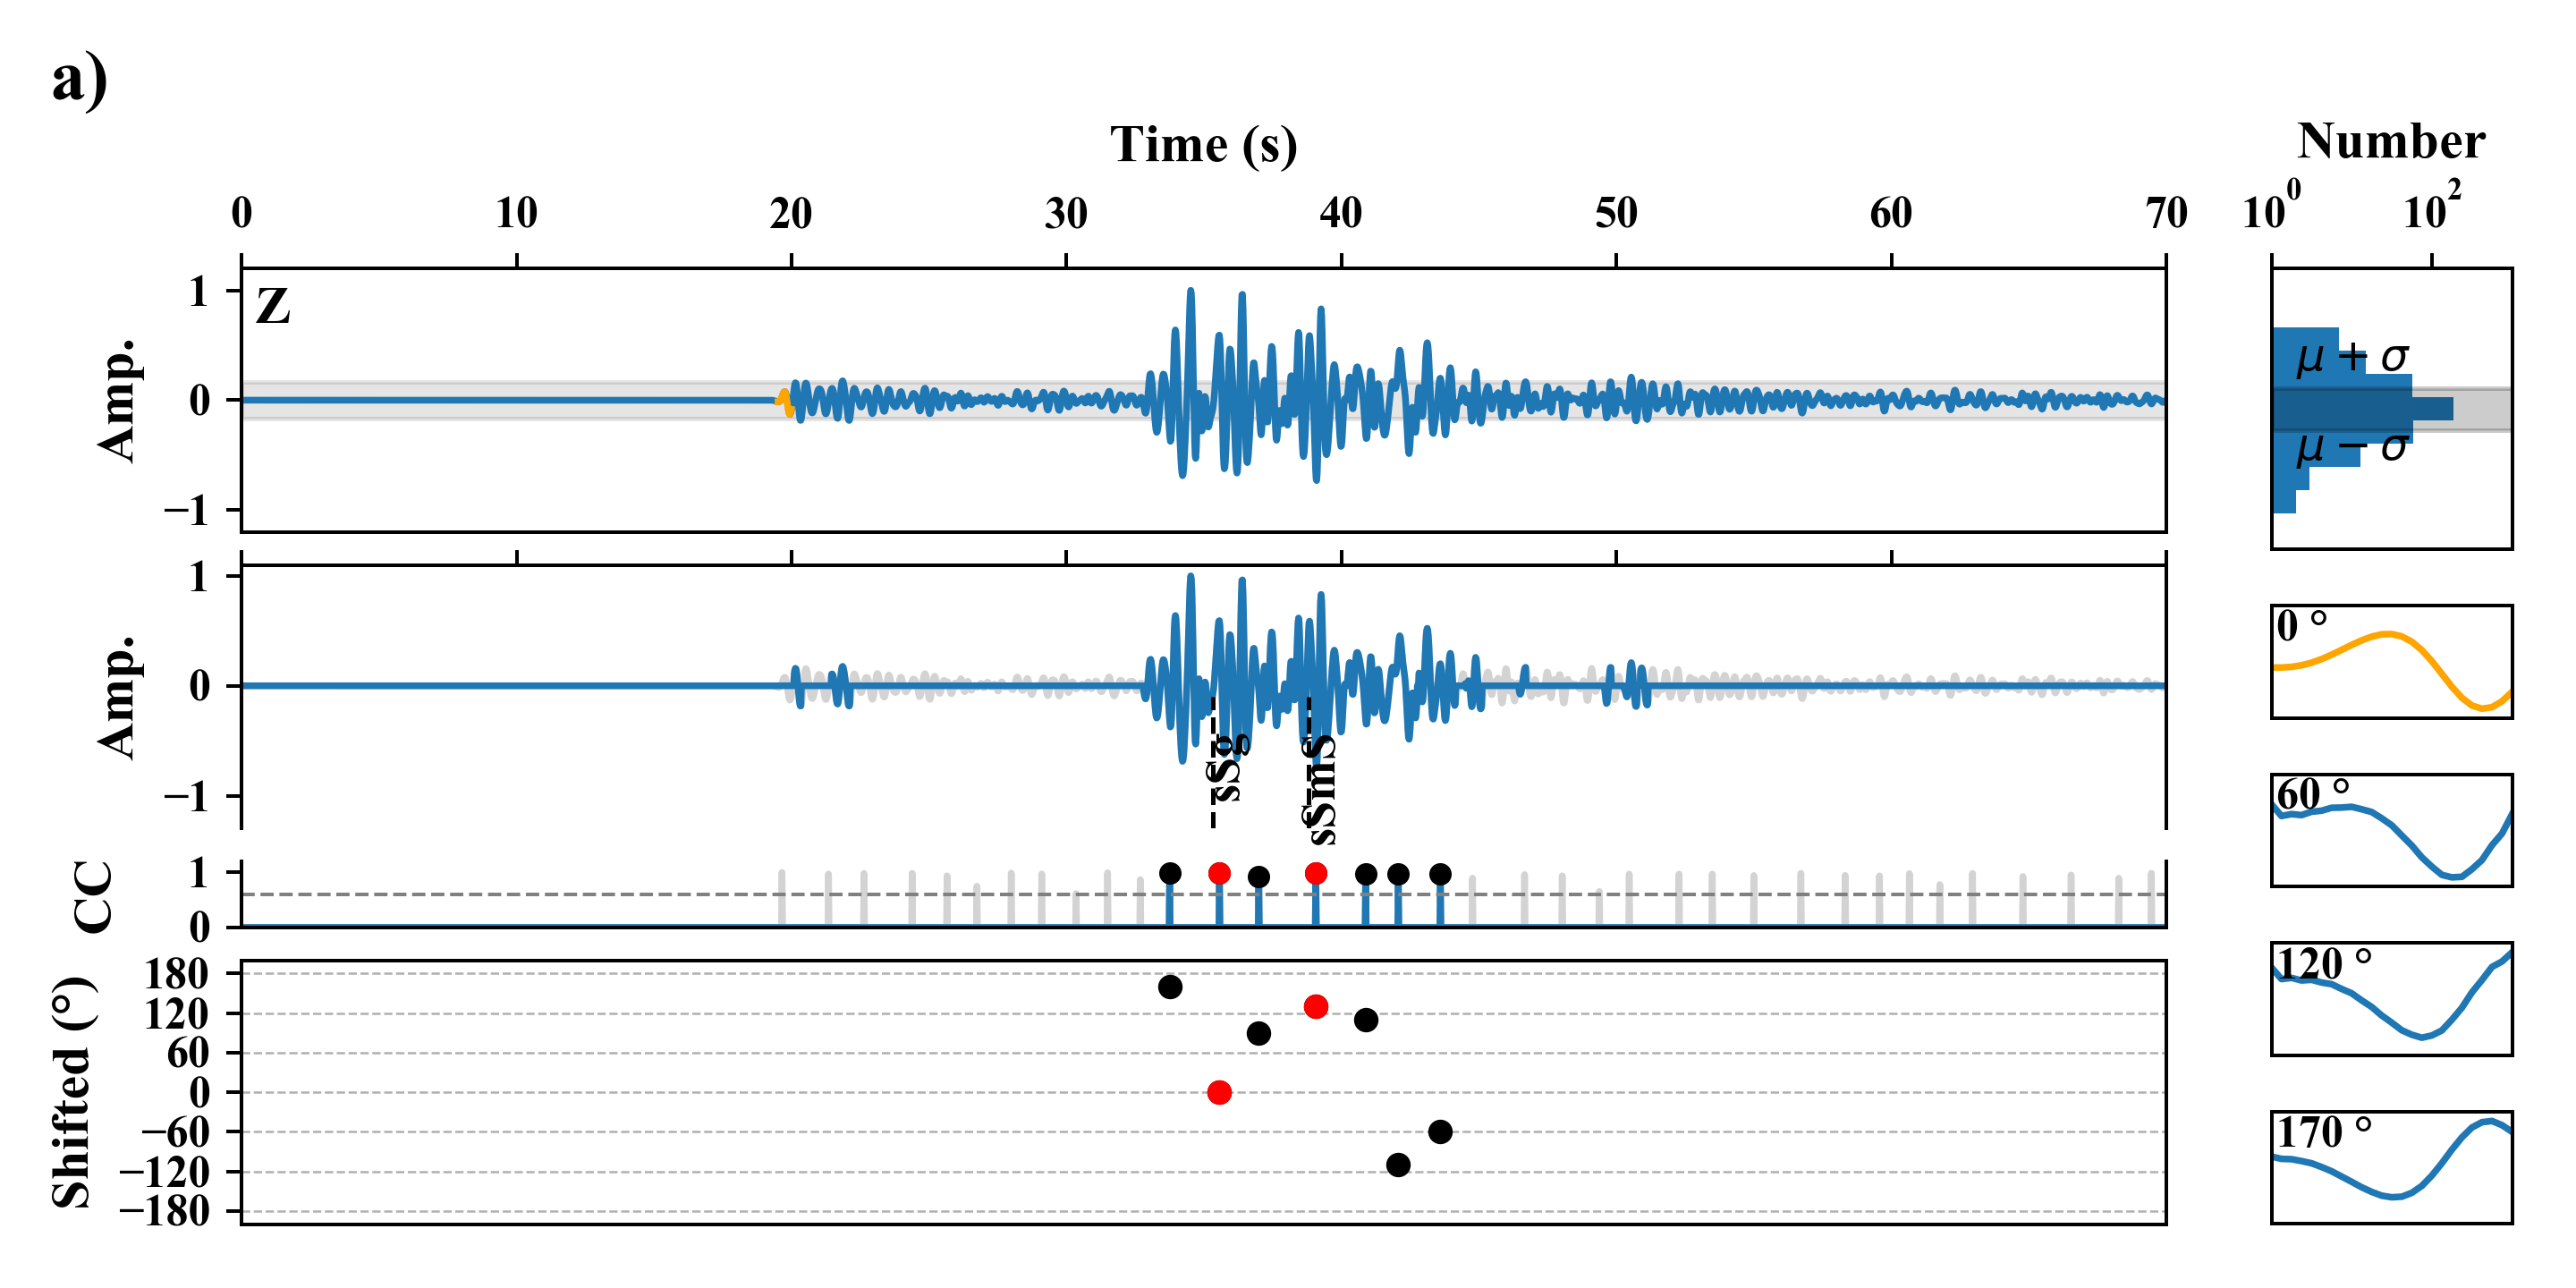 a)
Time (s)
Number
0 10 20 30 40 50 60 70
10^0 10^2
Z
Amp.
1
0
−1
μ + σ
μ − σ
Amp.
1
0
−1
sSg
sSmS
0 °
60 °
CC
1
0
120 °
Shifted (°)
180
120
60
0
−60
−120
−180
170 °